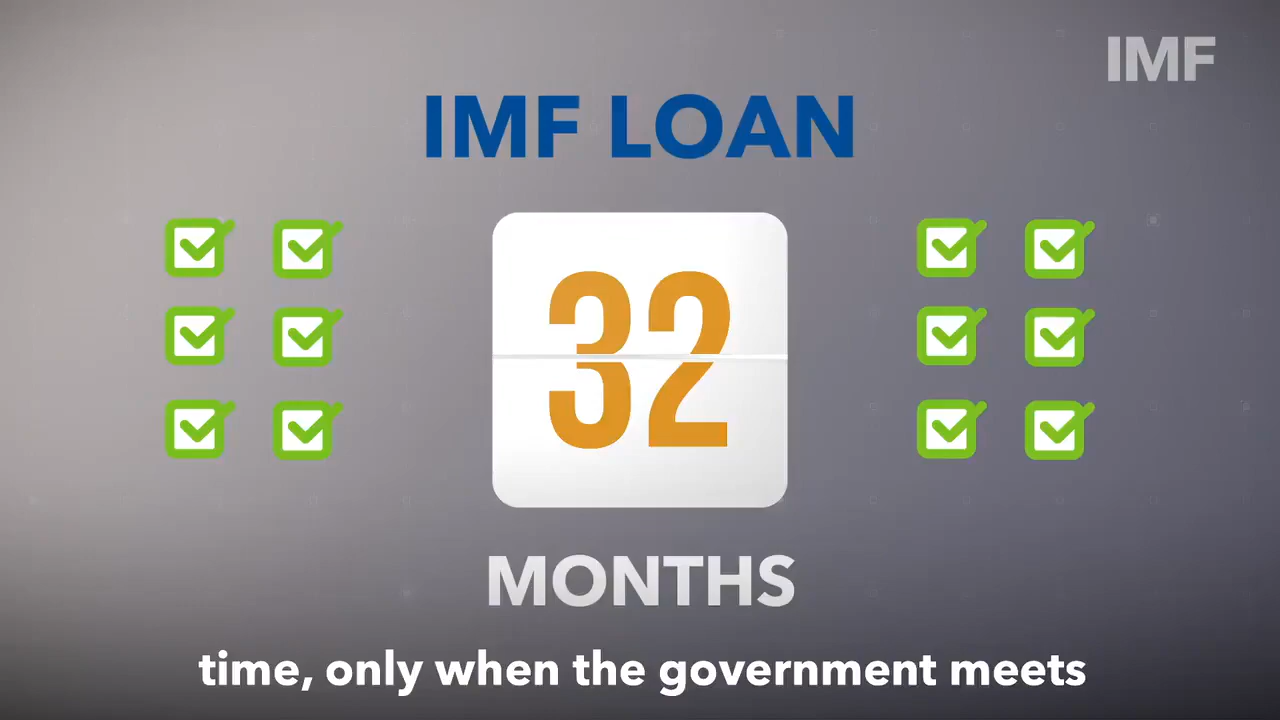 IMF
IMF LOAN
32
MONTHS
time, only when the government meets